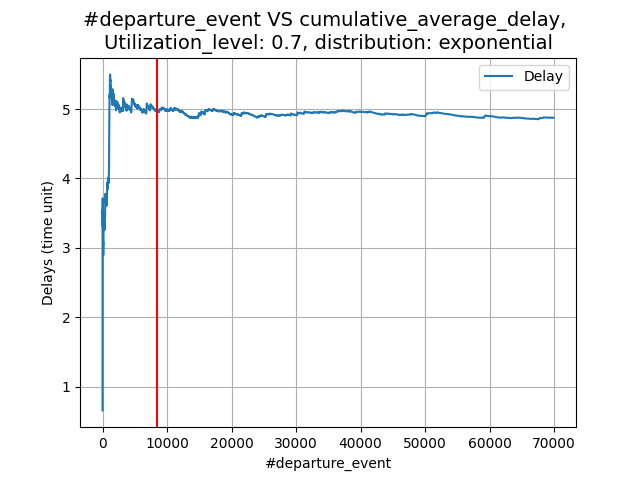 #departure_event VS cumulative_average_delay,
Utilization_level: 0.7, distribution: exponential
Delay
5
4
3
2
1
Delays (time unit)
0
10000
20000
30000
40000
50000
60000
70000
#departure_event